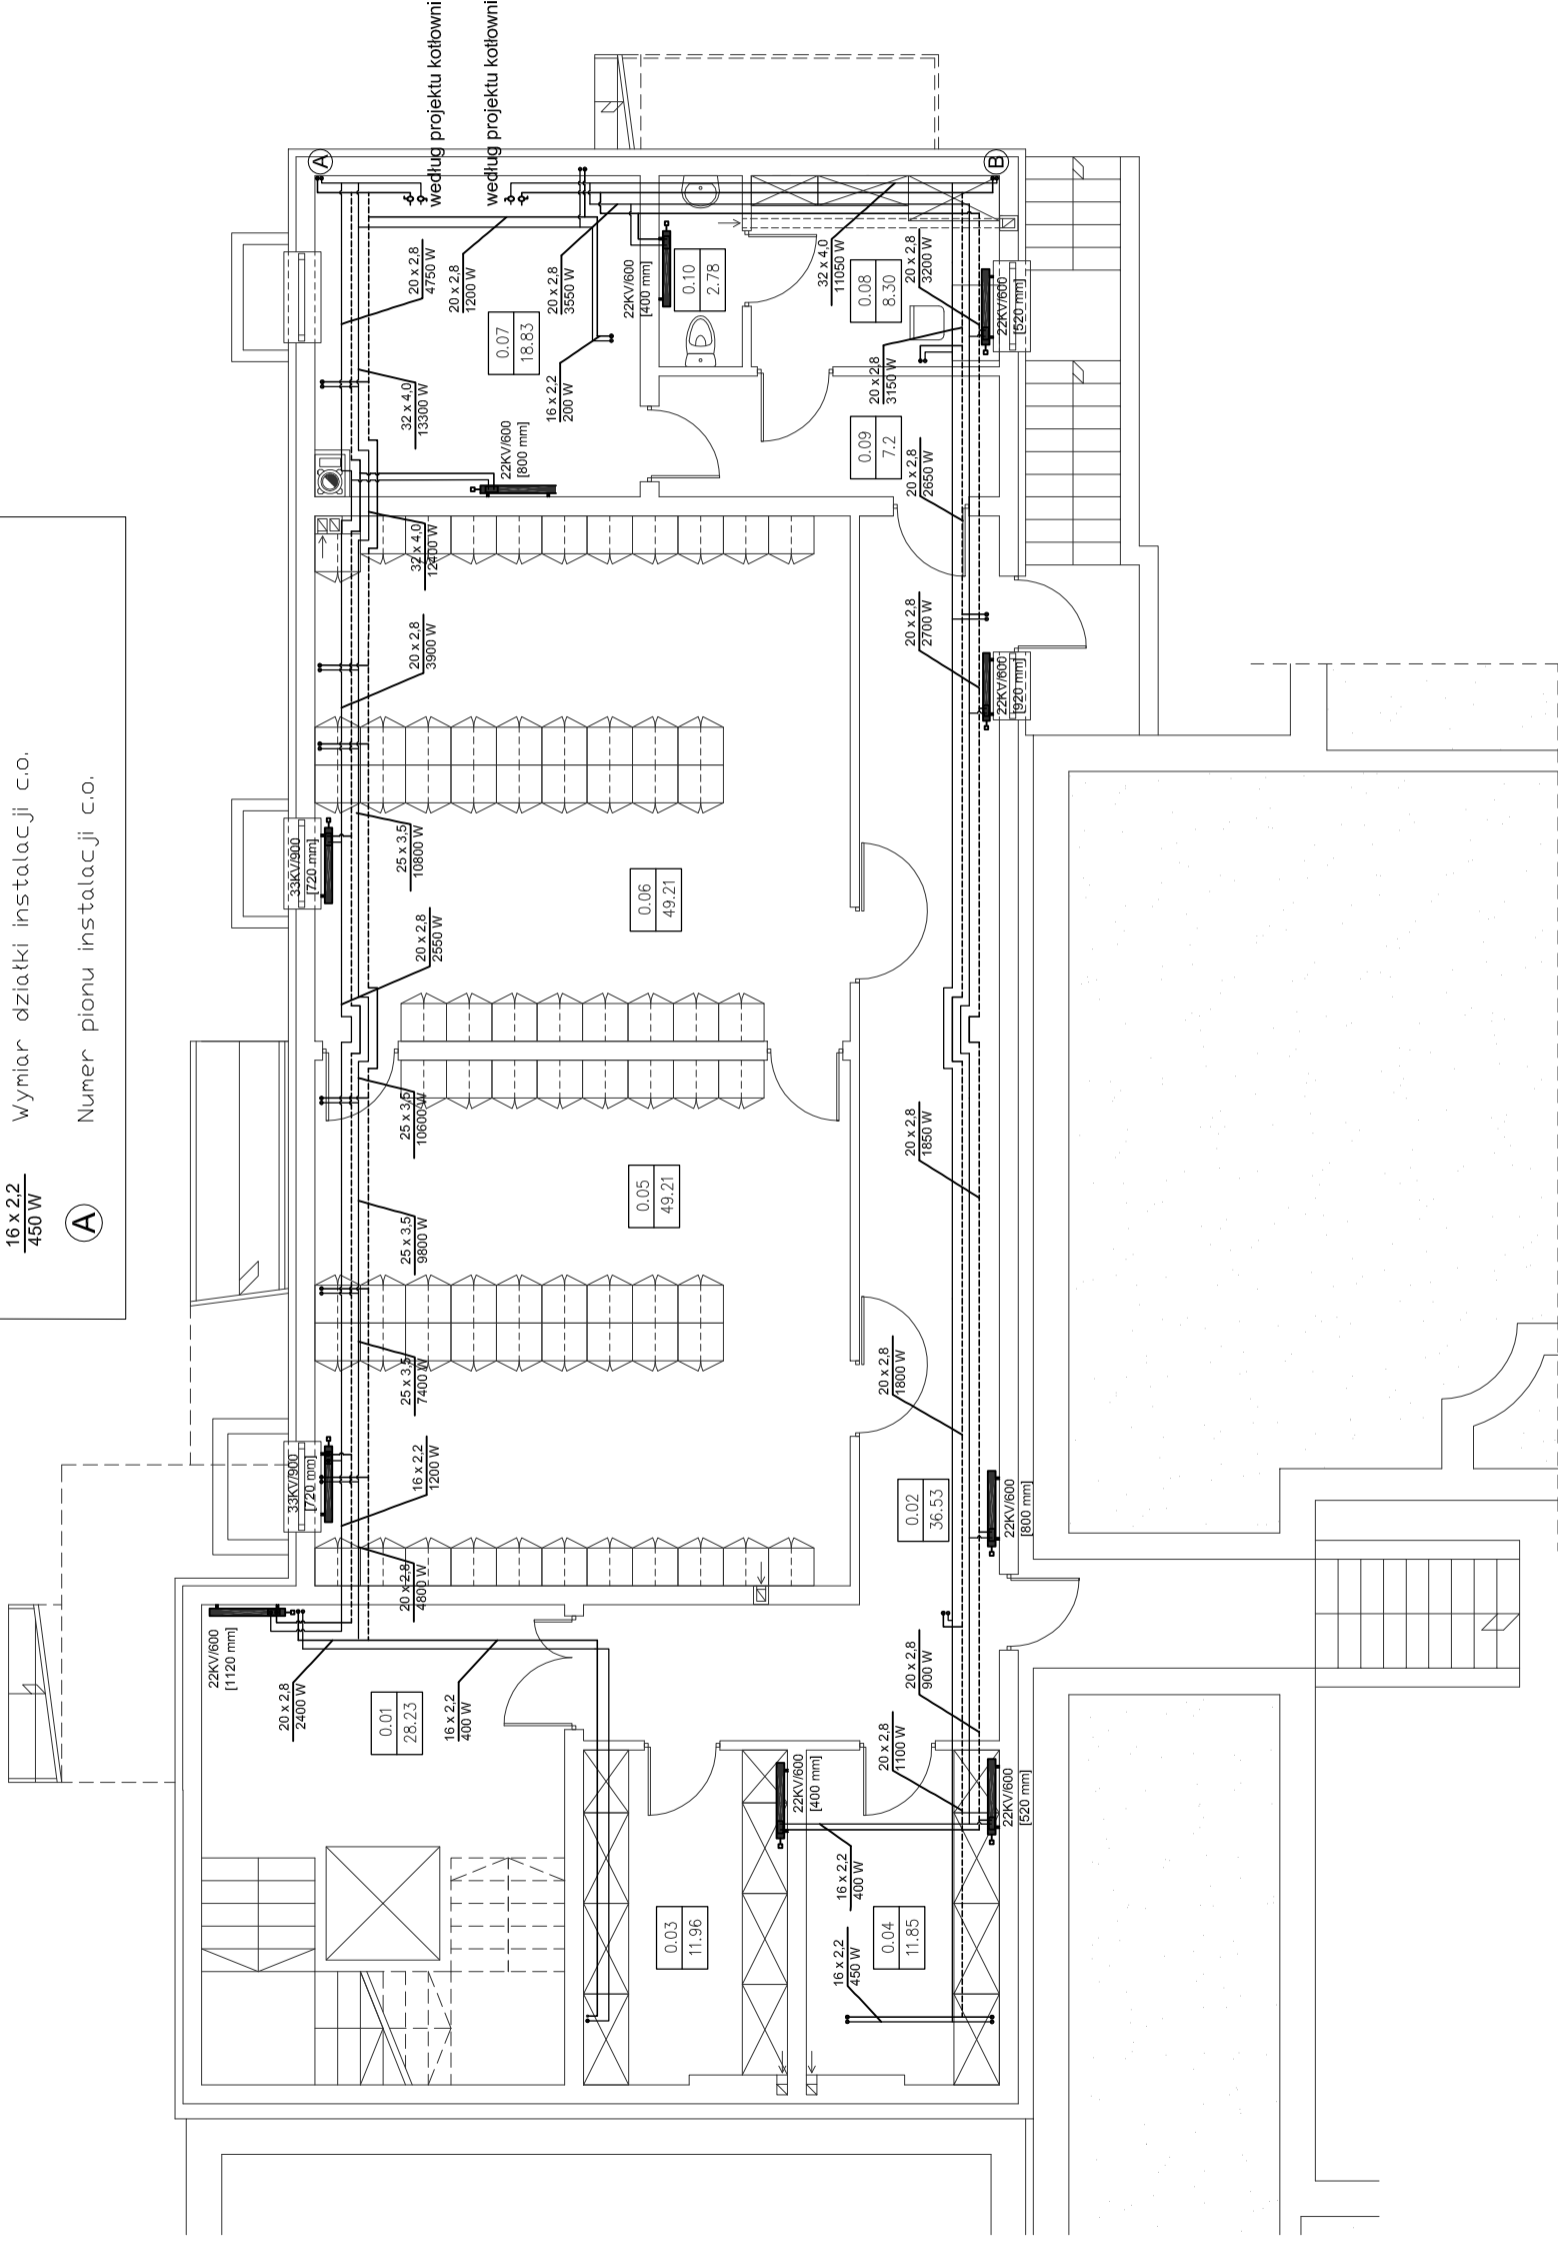 16 x 2,2
450 W
Wymiar działki instalacji c.o.
A
Numer pionu instalacji c.o.
22KV/600
[1120 mm]
33KV/900
[720 mm]
33KV/900
[720 mm]
A
20 x 2,8
2400 W
20 x 2,8
4800 W
16 x 2,2
1200 W
25 x 3,5
7400 W
25 x 3,5
9800 W
25 x 3,5
10600 W
20 x 2,8
2550 W
25 x 3,5
10800 W
20 x 2,8
3900 W
32 x 4,0
12400 W
32 x 4,0
13300 W
20 x 2,8
4750 W
według projektu kotłowni
0.01
28.23
16 x 2,2
400 W
20 x 2,8
1200 W
według projektu kotłowni
22KV/600
[800 mm]
0.07
18.83
16 x 2,2
200 W
20 x 2,8
3550 W
0.05
49.21
0.06
49.21
22KV/600
[400 mm]
0.03
11.96
0.10
2.78
22KV/600
[400 mm]
16 x 2,2
450 W
16 x 2,2
400 W
32 x 4,0
11050 W
0.04
11.85
20 x 2,8
1100 W
20 x 2,8
1800 W
0.09
7.2
20 x 2,8
3150 W
0.08
8.30
0.02
36.53
20 x 2,8
900 W
20 x 2,8
1850 W
20 x 2,8
2700 W
20 x 2,8
2650 W
20 x 2,8
3200 W
B
22KV/600
[520 mm]
22KV/600
[800 mm]
22KV/600
[920 mm]
22KV/600
[520 mm]